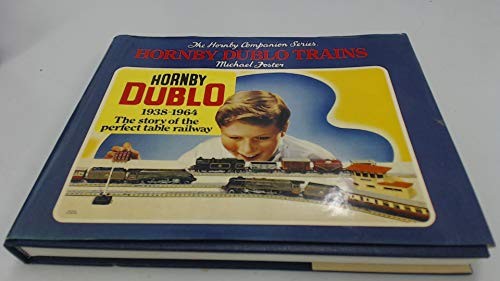 The Hornby Companion Series
HORNBY DUBLO TRAINS
Michael Foster
HORNBY
DUBLO
1938-1964
The story of the
perfect table railway